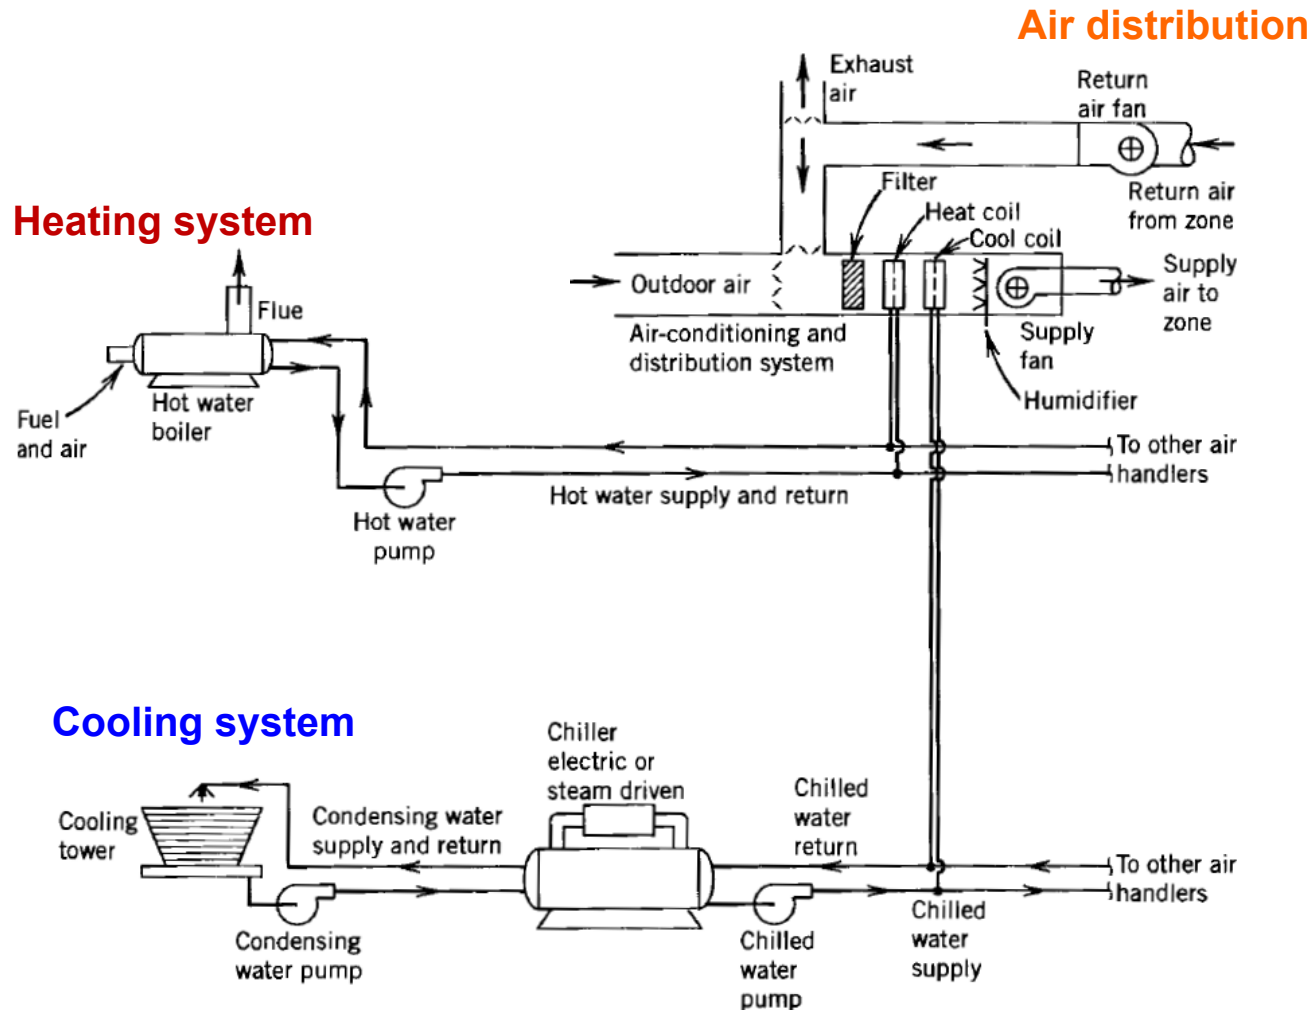 Air distribution
Exhaust
air
Return
air fan
Filter
Return air
from zone
Heat coil
Cool coil
Heating system
Outdoor air
Supply
air to
zone
Flue
Air-conditioning and
distribution system
Supply
fan
Humidifier
Hot water
boiler
Fuel
and air
To other air
handlers
Hot water supply and return
Hot water
pump
Cooling system
Chiller
electric or
steam driven
Chilled
water
return
Cooling
tower
Condensing water
supply and return
To other air
handlers
Condensing
water pump
Chilled
water
pump
Chilled
water
supply